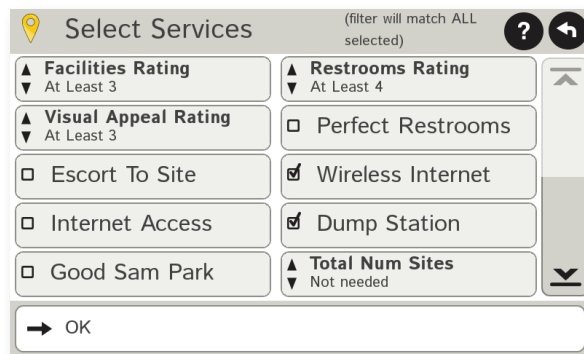 Select Services
(filter will match ALL
selected)
?
Facilities Rating
At Least 3
Restrooms Rating
At Least 4
Visual Appeal Rating
At Least 3
Perfect Restrooms
Escort To Site
Wireless Internet
Internet Access
Dump Station
Good Sam Park
Total Num Sites
Not needed
OK